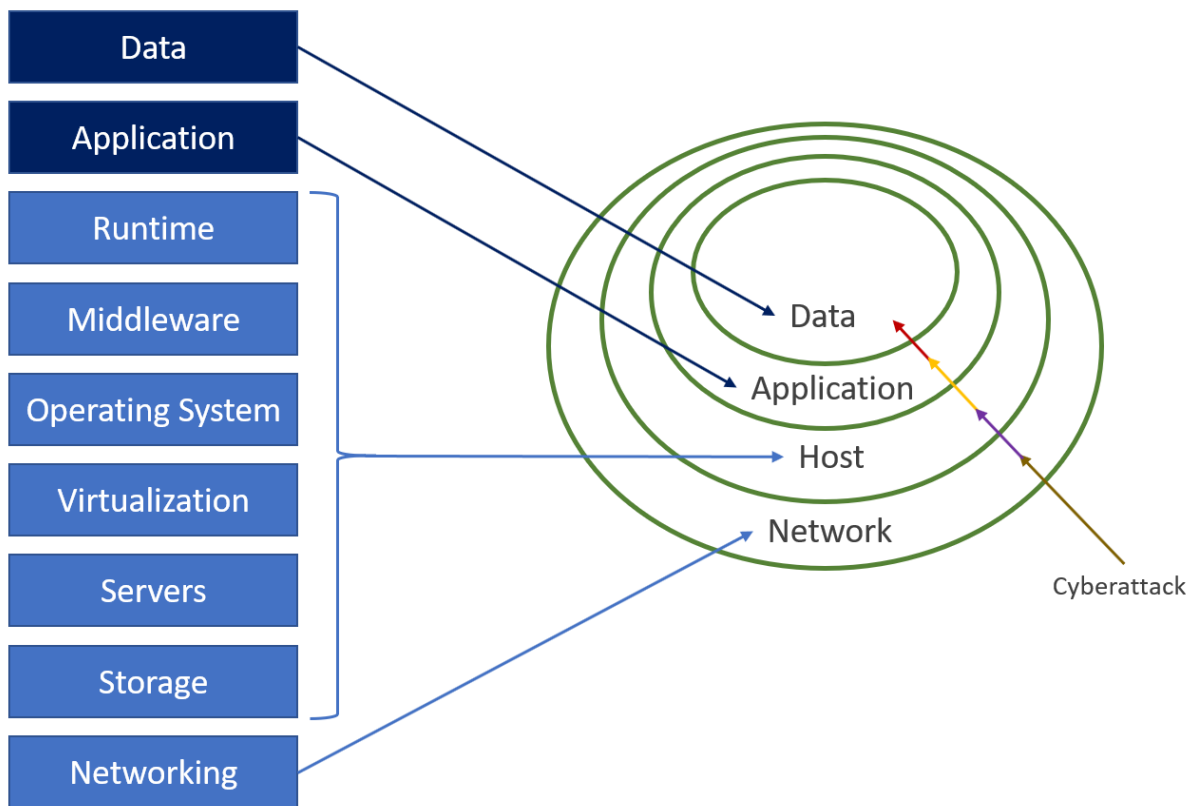 Data
Application
Runtime
Middleware
Operating System
Virtualization
Servers
Storage
Networking
Data
Application
Host
Network
Cyberattack